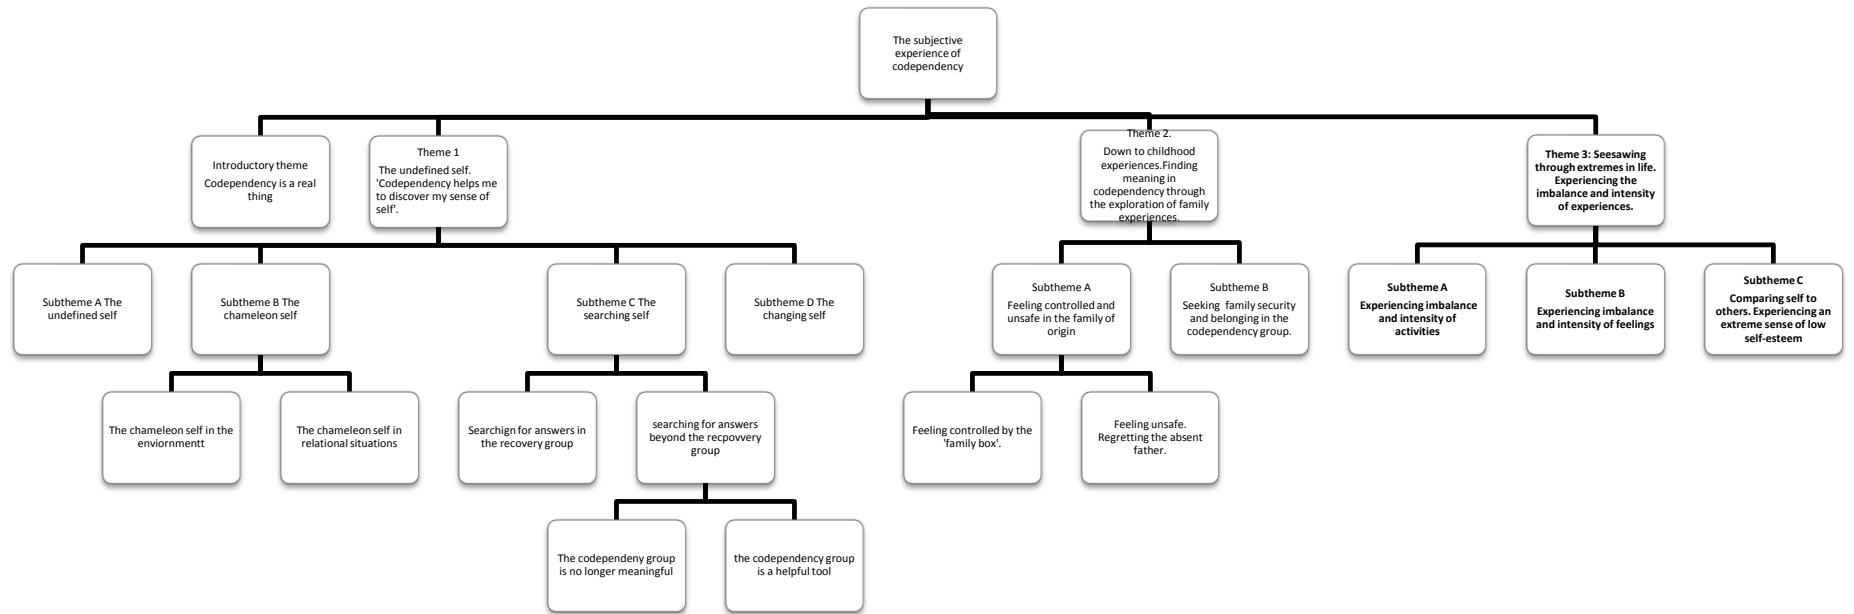 The subjective
experience of
codependency
Introductory theme
Codependency is a real
thing
Theme 1
The undefined self.
'Codependency helps me
to discover my sense of
self'.
Theme 2.
Down to childhood
experiences.Finding
meaning in
codependency through
the exploration of family
experiences.
Theme 3: Seesawing
through extremes in life.
Experiencing the
imbalance and intensity
of experiences.
Subtheme A The
undefined self
Subtheme B The
chameleon self
Subtheme C The
searching self
Subtheme D The
changing self
Subtheme A
Feeling controlled and
unsafe in the family of
origin
Subtheme B
Seeking family security
and belonging in the
codependency group.
Subtheme A
Experiencing imbalance
and intensity of
activities
Subtheme B
Experiencing imbalance
and intensity of feelings
Subtheme C
Comparing self to
others. Experiencing an
extreme sense of low
self-esteem
The chameleon self in the
enviornmentt
The chameleon self in
relational situations
Searchign for answers in
the recovery group
searching for answers
beyond the recpovvery
group
Feeling controlled by the
'family box'.
Feeling unsafe.
Regretting the absent
father.
The codependeny group
is no longer meaningful
the codependency group
is a helpful tool